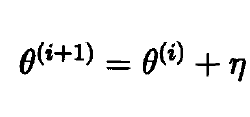 θ^(i+1) = θ^(i) + η